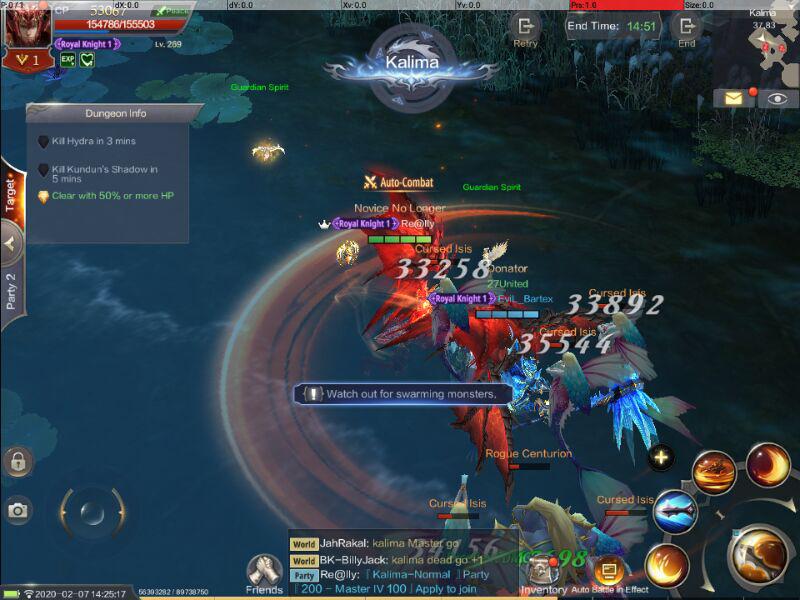 P:0 / 1
dX:0.0
dY:0.0
Xv:0.0
Yv:0.0
Prs:1.0
Size:0.0
CP 53067
Peace
154786/155503
Royal Knight 1
Lv. 269
1
EXP
Retry
End Time: 14:51
End
Kalima
37,83
Kalima
Guardian Spirit
Dungeon Info
Kill Hydra in 3 mins
Kill Kundun's Shadow in
5 mins
Clear with 50% or more HP
Target
Party 2
Auto-Combat
Guardian Spirit
Novice No Longer
Royal Knight 1 Re@lly
Cursed Isis
33258
Donator
27United
Royal Knight 1 EviL_Bartex
Cursed Isis
33892
Cursed Isis
35544
Watch out for swarming monsters.
Rogue Centurion
Cursed Isis
Cursed Isis
World JahRakal: kalima Master go
World BK-BillyJack: kalima dead go +1
Party Re@lly:『 Kalima-Normal 』Party
『 200 - Master IV 100 』Apply to join
34156
Friends
Inventory
Auto Battle in Effect
2020-02-07 14:25:17
56393282 / 89738750